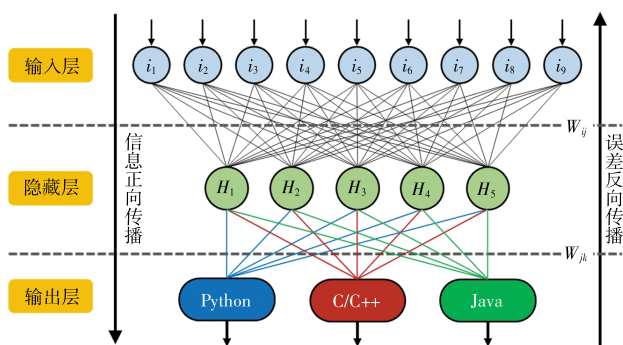 输入层
i1 i2 i3 i4 i5 i6 i7 i8 i9
Wij
信息正向传播
误差反向传播
隐藏层
H1 H2 H3 H4 H5
Wjk
输出层
Python C/C++ Java